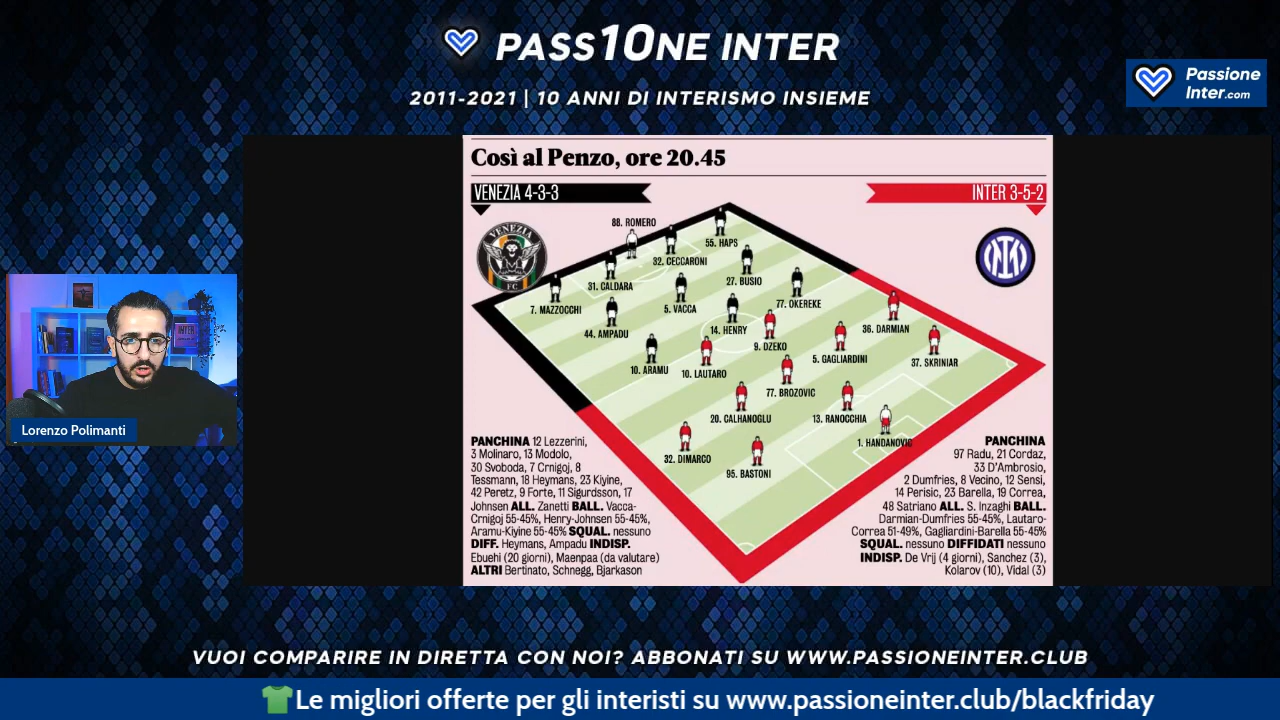 PASS10NE INTER
2011-2021 | 10 ANNI DI INTERISMO INSIEME
Passione
Inter.com
Così al Penzo, ore 20.45
VENEZIA 4-3-3
INTER 3-5-2
VENEZIA
FC
88. ROMERO
55. HAPS
32. CECCARONI
27. BUSIO
31. CALDARA
77. OKEREKE
7. MAZZOCCHI
5. VACCA
36. DARMIAN
44. AMPADU
14. HENRY
9. DZEKO
5. GAGLIARDINI
37. SKRINIAR
10. ARAMU
10. LAUTARO
77. BROZOVIC
20. CALHANOGLU
13. RANOCCHIA
1. HANDANOVIC
32. DIMARCO
95. BASTONI
PANCHINA 12 Lezzerini,
3 Molinaro, 13 Modolo,
30 Svoboda, 7 Crnigoj, 8
Tessmann, 18 Heymans, 23 Kiyine,
42 Peretz, 9 Forte, 11 Sigurdsson, 17
Johnsen ALL. Zanetti BALL. Vacca-
Crnigoj 55-45%, Henry-Johnsen 55-45%,
Aramu-Kiyine 55-45% SQUAL. nessuno
DIFF. Heymans, Ampadu INDISP.
Ebuehi (20 giorni), Maenpaa (da valutare)
ALTRI Bertinato, Schnegg, Bjarkason
PANCHINA
97 Radu, 21 Cordaz,
33 D'Ambrosio,
2 Dumfries, 8 Vecino, 12 Sensi,
14 Perisic, 23 Barella, 19 Correa,
48 Satriano ALL. S. Inzaghi BALL.
Darmian-Dumfries 55-45%, Lautaro-
Correa 51-49%, Gagliardini-Barella 55-45%
SQUAL. nessuno DIFFIDATI nessuno
INDISP. De Vrij (4 giorni), Sanchez (3),
Kolarov (10), Vidal (3)
Lorenzo Polimanti
VUOI COMPARIRE IN DIRETTA CON NOI? ABBONATI SU WWW.PASSIONEINTER.CLUB
Le migliori offerte per gli interisti su www.passioneinter.club/blackfriday